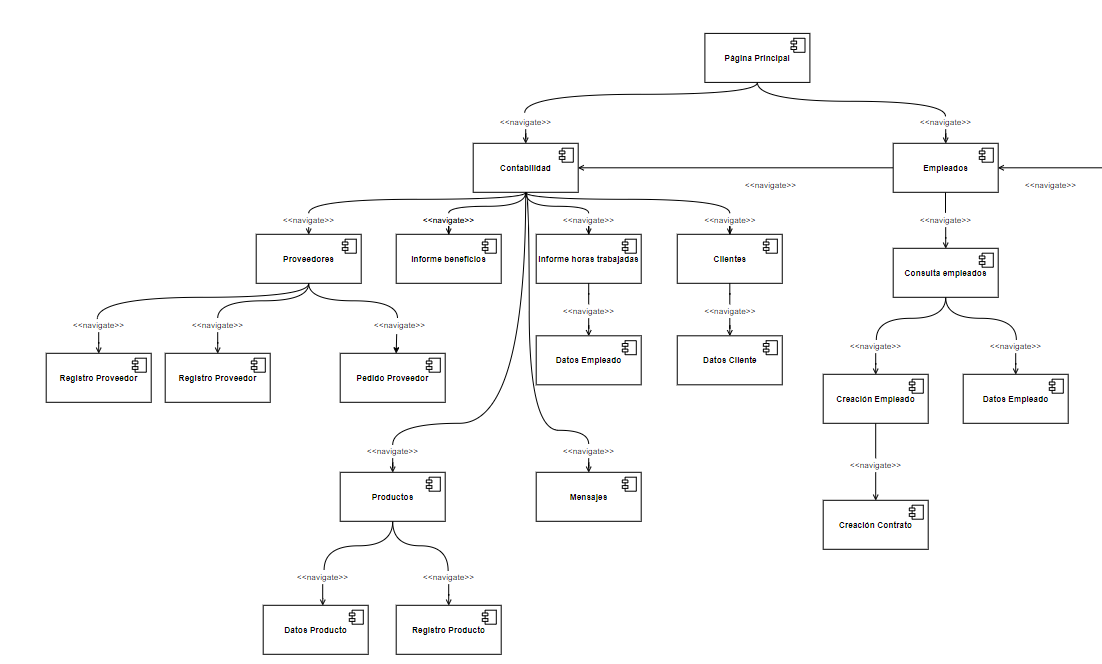 Página Principal
<<navigate>>
<<navigate>>
Contabilidad
Empleados
<<navigate>>
<<navigate>>
<<navigate>>
<<navigate>>
<<navigate>>
<<navigate>>
<<navigate>>
Proveedores
Informe beneficios
Informe horas trabajadas
Clientes
Consulta empleados
<<navigate>>
<<navigate>>
<<navigate>>
<<navigate>>
<<navigate>>
<<navigate>>
<<navigate>>
Datos Empleado
Datos Cliente
Registro Proveedor
Registro Proveedor
Pedido Proveedor
Creación Empleado
Datos Empleado
<<navigate>>
<<navigate>>
<<navigate>>
Productos
Mensajes
Creación Contrato
<<navigate>>
<<navigate>>
Datos Producto
Registro Producto